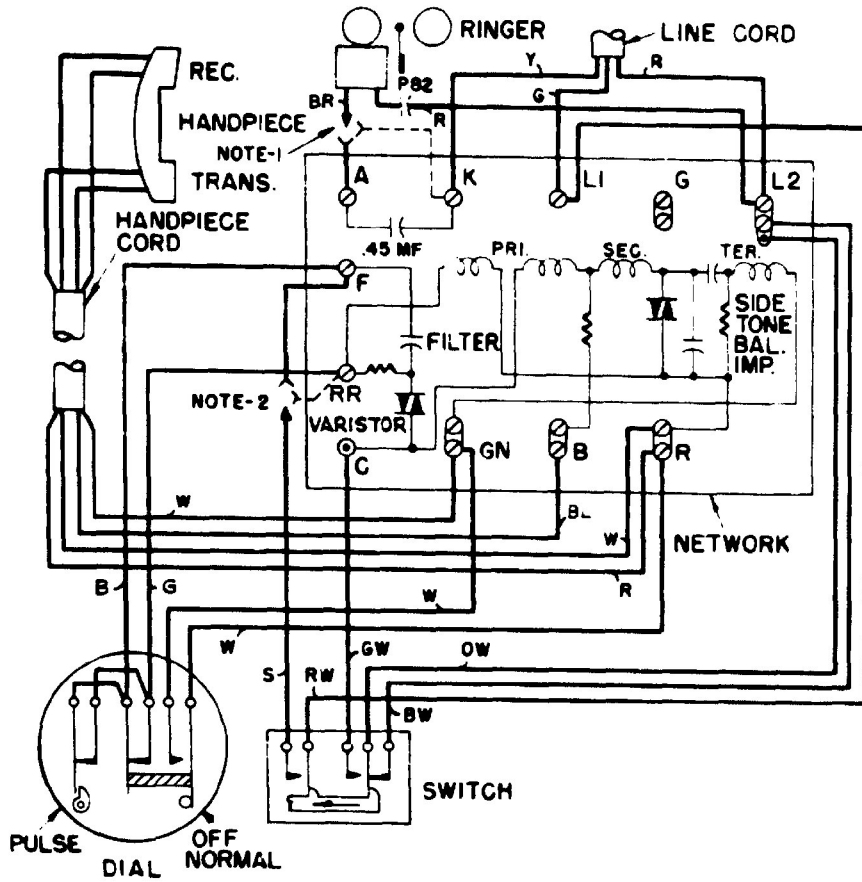 RINGER
LINE CORD
REC.
P82
Y
R
G
BR
R
HANDPIECE
NOTE-1
TRANS.
A
K
L1
G
L2
HANDPIECE
CORD
.45 MF
PRI.
SEC.
TER.
F
FILTER
SIDE
TONE
BAL.
IMP.
NOTE-2
RR
VARISTOR
C
GN
B
R
W
BL
W
NETWORK
B
G
W
R
W
S
RW
GW
OW
BW
SWITCH
PULSE
OFF
NORMAL
DIAL